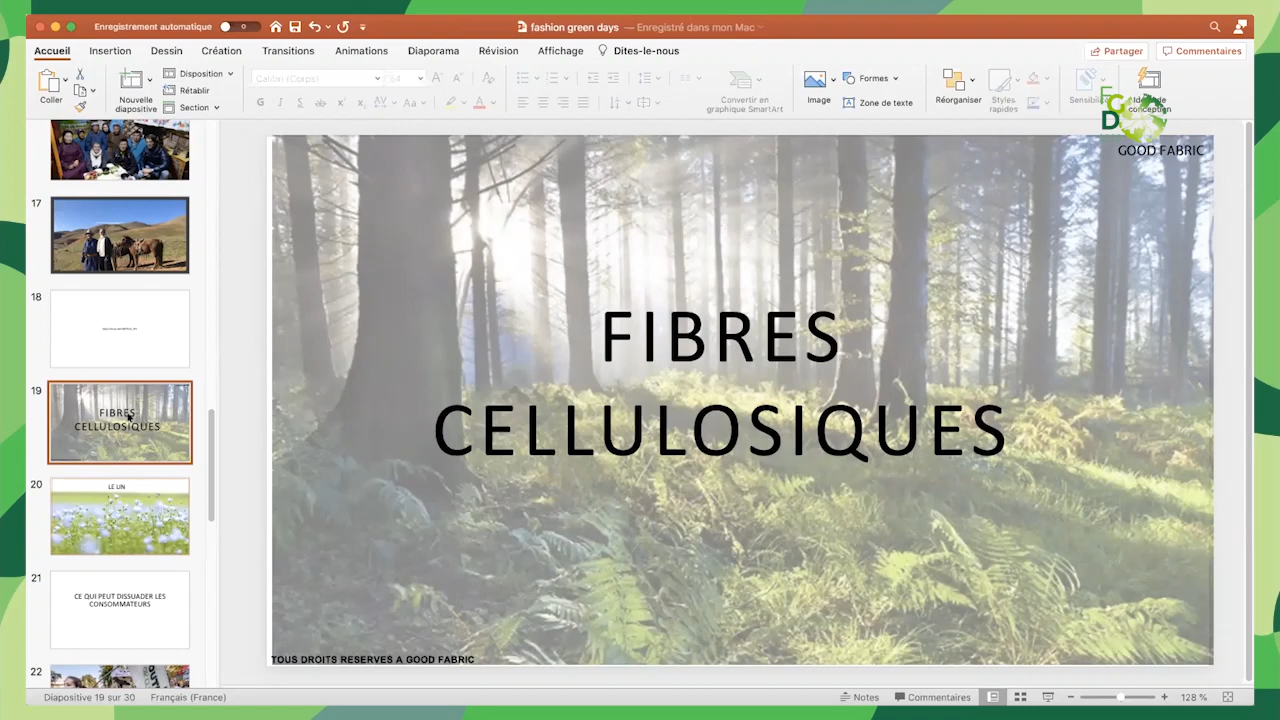 Enregistrement automatique
fashion green days — Enregistré dans mon Mac
Accueil Insertion Dessin Création Transitions Animations Diaporama Révision Affichage Dites-le-nous
Partager Commentaires
Coller
Nouvelle diapositive
Disposition
Rétablir
Section
Calibri (Corps) 64
Convertir en graphique SmartArt
Image
Formes
Zone de texte
Réorganiser
Styles rapides
F
G
D
GOOD FABRIC
17
18
19
FIBRES
CELLULOSIQUES
20
LE LIN
21
CE QUI PEUT DISSUADER LES
CONSOMMATEURS
22
FIBRES
CELLULOSIQUES
TOUS DROITS RESERVES A GOOD FABRIC
Diapositive 19 sur 30 Français (France) Notes Commentaires 128 %